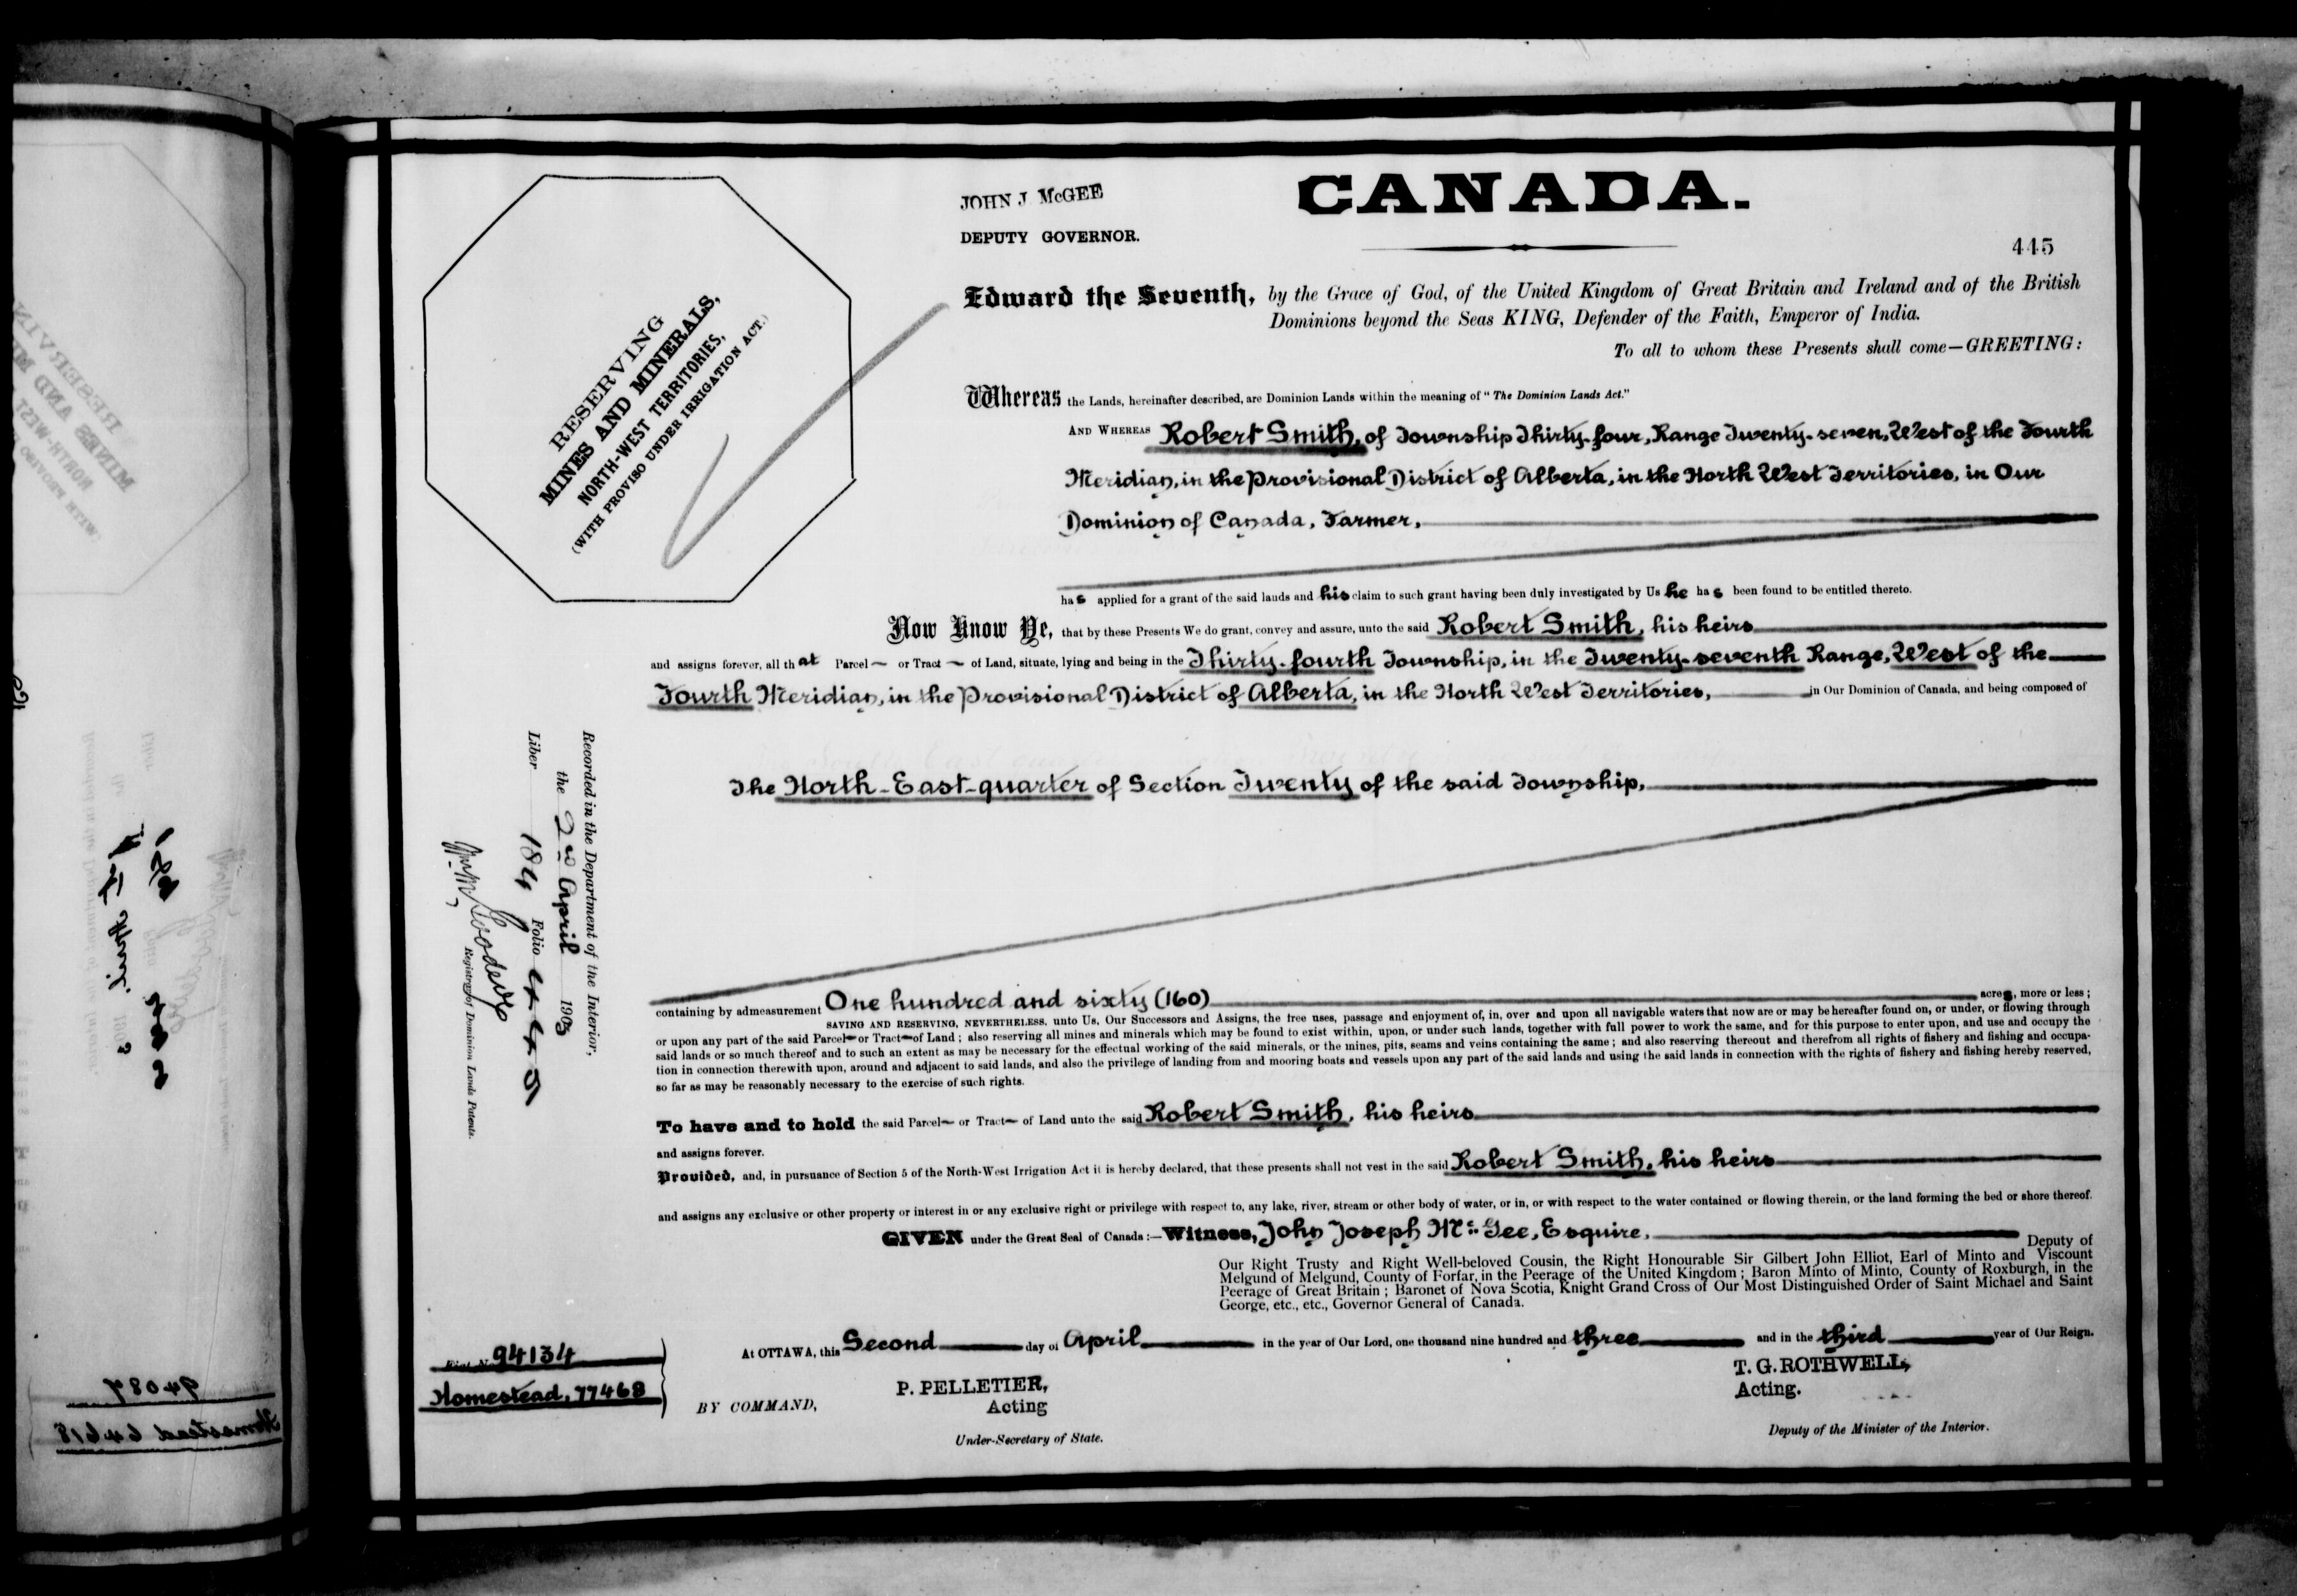 JOHN J McGEE
DEPUTY GOVERNOR.
CANADA.
445
RESERVING
MINES AND MINERALS,
NORTH-WEST TERRITORIES,
(WITH PROVISO UNDER IRRIGATION ACT.)
Edward the Seventh, by the Grace of God, of the United Kingdom of Great Britain and Ireland and of the British
Dominions beyond the Seas KING, Defender of the Faith, Emperor of India.
To all to whom these Presents shall come—GREETING:
Whereas the Lands, hereinafter described, are Dominion Lands within the meaning of "The Dominion Lands Act."
AND WHEREAS Robert Smith, of Township Thirty-four, Range Twenty-seven, West of the Fourth
Meridian, in the Provisional District of Alberta, in the North West Territories, in Our
Dominion of Canada, Farmer,
has applied for a grant of the said lands and his claim to such grant having been duly investigated by Us he has been found to be entitled thereto.
Now Know Ye, that by these Presents We do grant, convey and assure, unto the said Robert Smith, his heirs
and assigns forever, all that Parcel or Tract of Land, situate, lying and being in the Thirty-fourth Township, in the Twenty-seventh Range, West of the
Fourth Meridian, in the Provisional District of Alberta, in the North West Territories, in Our Dominion of Canada, and being composed of
The North-East-quarter of Section Twenty of the said Township,
Recorded in the Department of the Interior,
the 2nd April 1903
Liber 184 Folio 445
Registrar of Dominion Lands Patents.
containing by admeasurement One hundred and sixty (160) acres, more or less;
SAVING AND RESERVING, NEVERTHELESS, unto Us, Our Successors and Assigns, the free uses, passage and enjoyment of, in, over and upon all navigable waters that now are or may be hereafter found on, or under, or flowing through
or upon any part of the said Parcel or Tract of Land; also reserving all mines and minerals which may be found to exist within, upon, or under such lands, together with full power to work the same, and for this purpose to enter upon, and use and occupy the
said lands or so much thereof and to such an extent as may be necessary for the effectual working of the said minerals, or the mines, pits, seams and veins containing the same; and also reserving thereout and therefrom all rights of fishery and fishing and occupa-
tion in connection therewith upon, around and adjacent to said lands, and also the privilege of landing from and mooring boats and vessels upon any part of the said lands and using the said lands in connection with the rights of fishery and fishing hereby reserved,
so far as may be reasonably necessary to the exercise of such rights.
To have and to hold the said Parcel or Tract of Land unto the said Robert Smith, his heirs
and assigns forever.
Provided, and, in pursuance of Section 5 of the North-West Irrigation Act it is hereby declared, that these presents shall not vest in the said Robert Smith, his heirs
and assigns any exclusive or other property or interest in or any exclusive right or privilege with respect to, any lake, river, stream or other body of water, or in, or with respect to the water contained or flowing therein, or the land forming the bed or shore thereof.
GIVEN under the Great Seal of Canada:—Witness, John Joseph McGee, Esquire, Deputy of
Our Right Trusty and Right Well-beloved Cousin, the Right Honourable Sir Gilbert John Elliot, Earl of Minto and Viscount
Melgund of Melgund, County of Forfar, in the Peerage of the United Kingdom; Baron Minto of Minto, County of Roxburgh, in the
Peerage of Great Britain; Baronet of Nova Scotia, Knight Grand Cross of Our Most Distinguished Order of Saint Michael and Saint
George, etc., etc., Governor General of Canada.
At OTTAWA, this Second day of April in the year of Our Lord, one thousand nine hundred and three and in the third year of Our Reign.
94134
Homestead, 77468
BY COMMAND,
P. PELLETIER,
Acting
Under-Secretary of State.
T. G. ROTHWELL,
Acting.
Deputy of the Minister of the Interior.